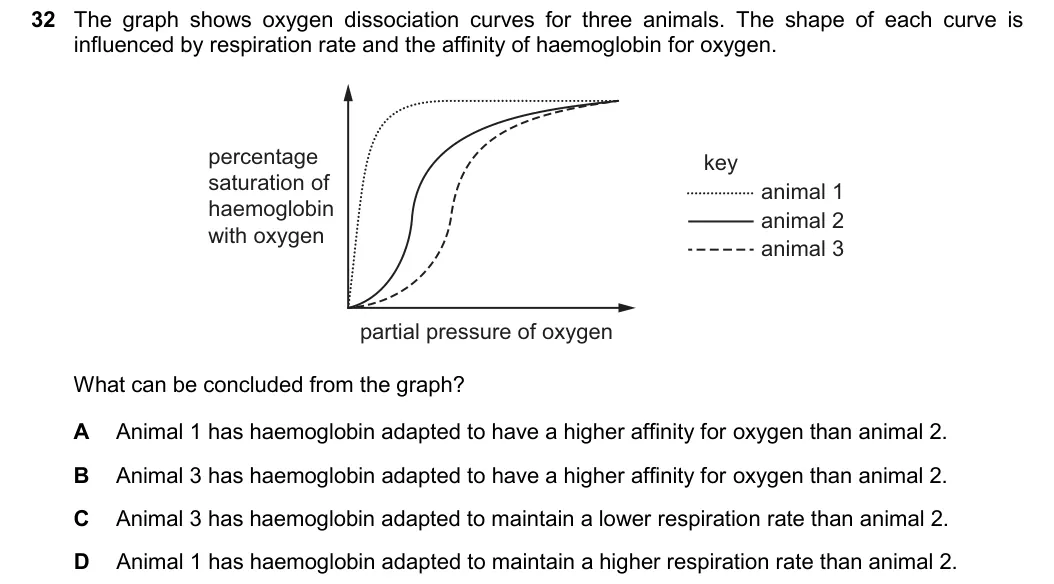 32 The graph shows oxygen dissociation curves for three animals. The shape of each curve is
influenced by respiration rate and the affinity of haemoglobin for oxygen.
percentage
saturation of
haemoglobin
with oxygen
partial pressure of oxygen
key
animal 1
animal 2
animal 3
What can be concluded from the graph?
A Animal 1 has haemoglobin adapted to have a higher affinity for oxygen than animal 2.
B Animal 3 has haemoglobin adapted to have a higher affinity for oxygen than animal 2.
C Animal 3 has haemoglobin adapted to maintain a lower respiration rate than animal 2.
D Animal 1 has haemoglobin adapted to maintain a higher respiration rate than animal 2.